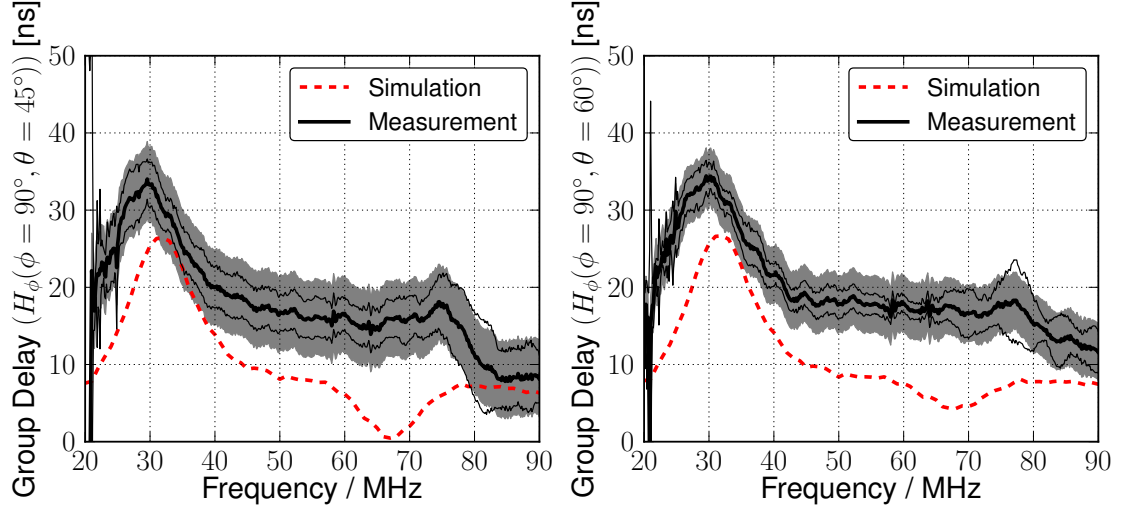 Group Delay (H_ϕ(ϕ = 90°, θ = 45°)) [ns]
50
40
30
20
10
0
Simulation
Measurement
20 30 40 50 60 70 80 90
Frequency / MHz
Group Delay (H_ϕ(ϕ = 90°, θ = 60°)) [ns]
50
40
30
20
10
0
Simulation
Measurement
20 30 40 50 60 70 80 90
Frequency / MHz